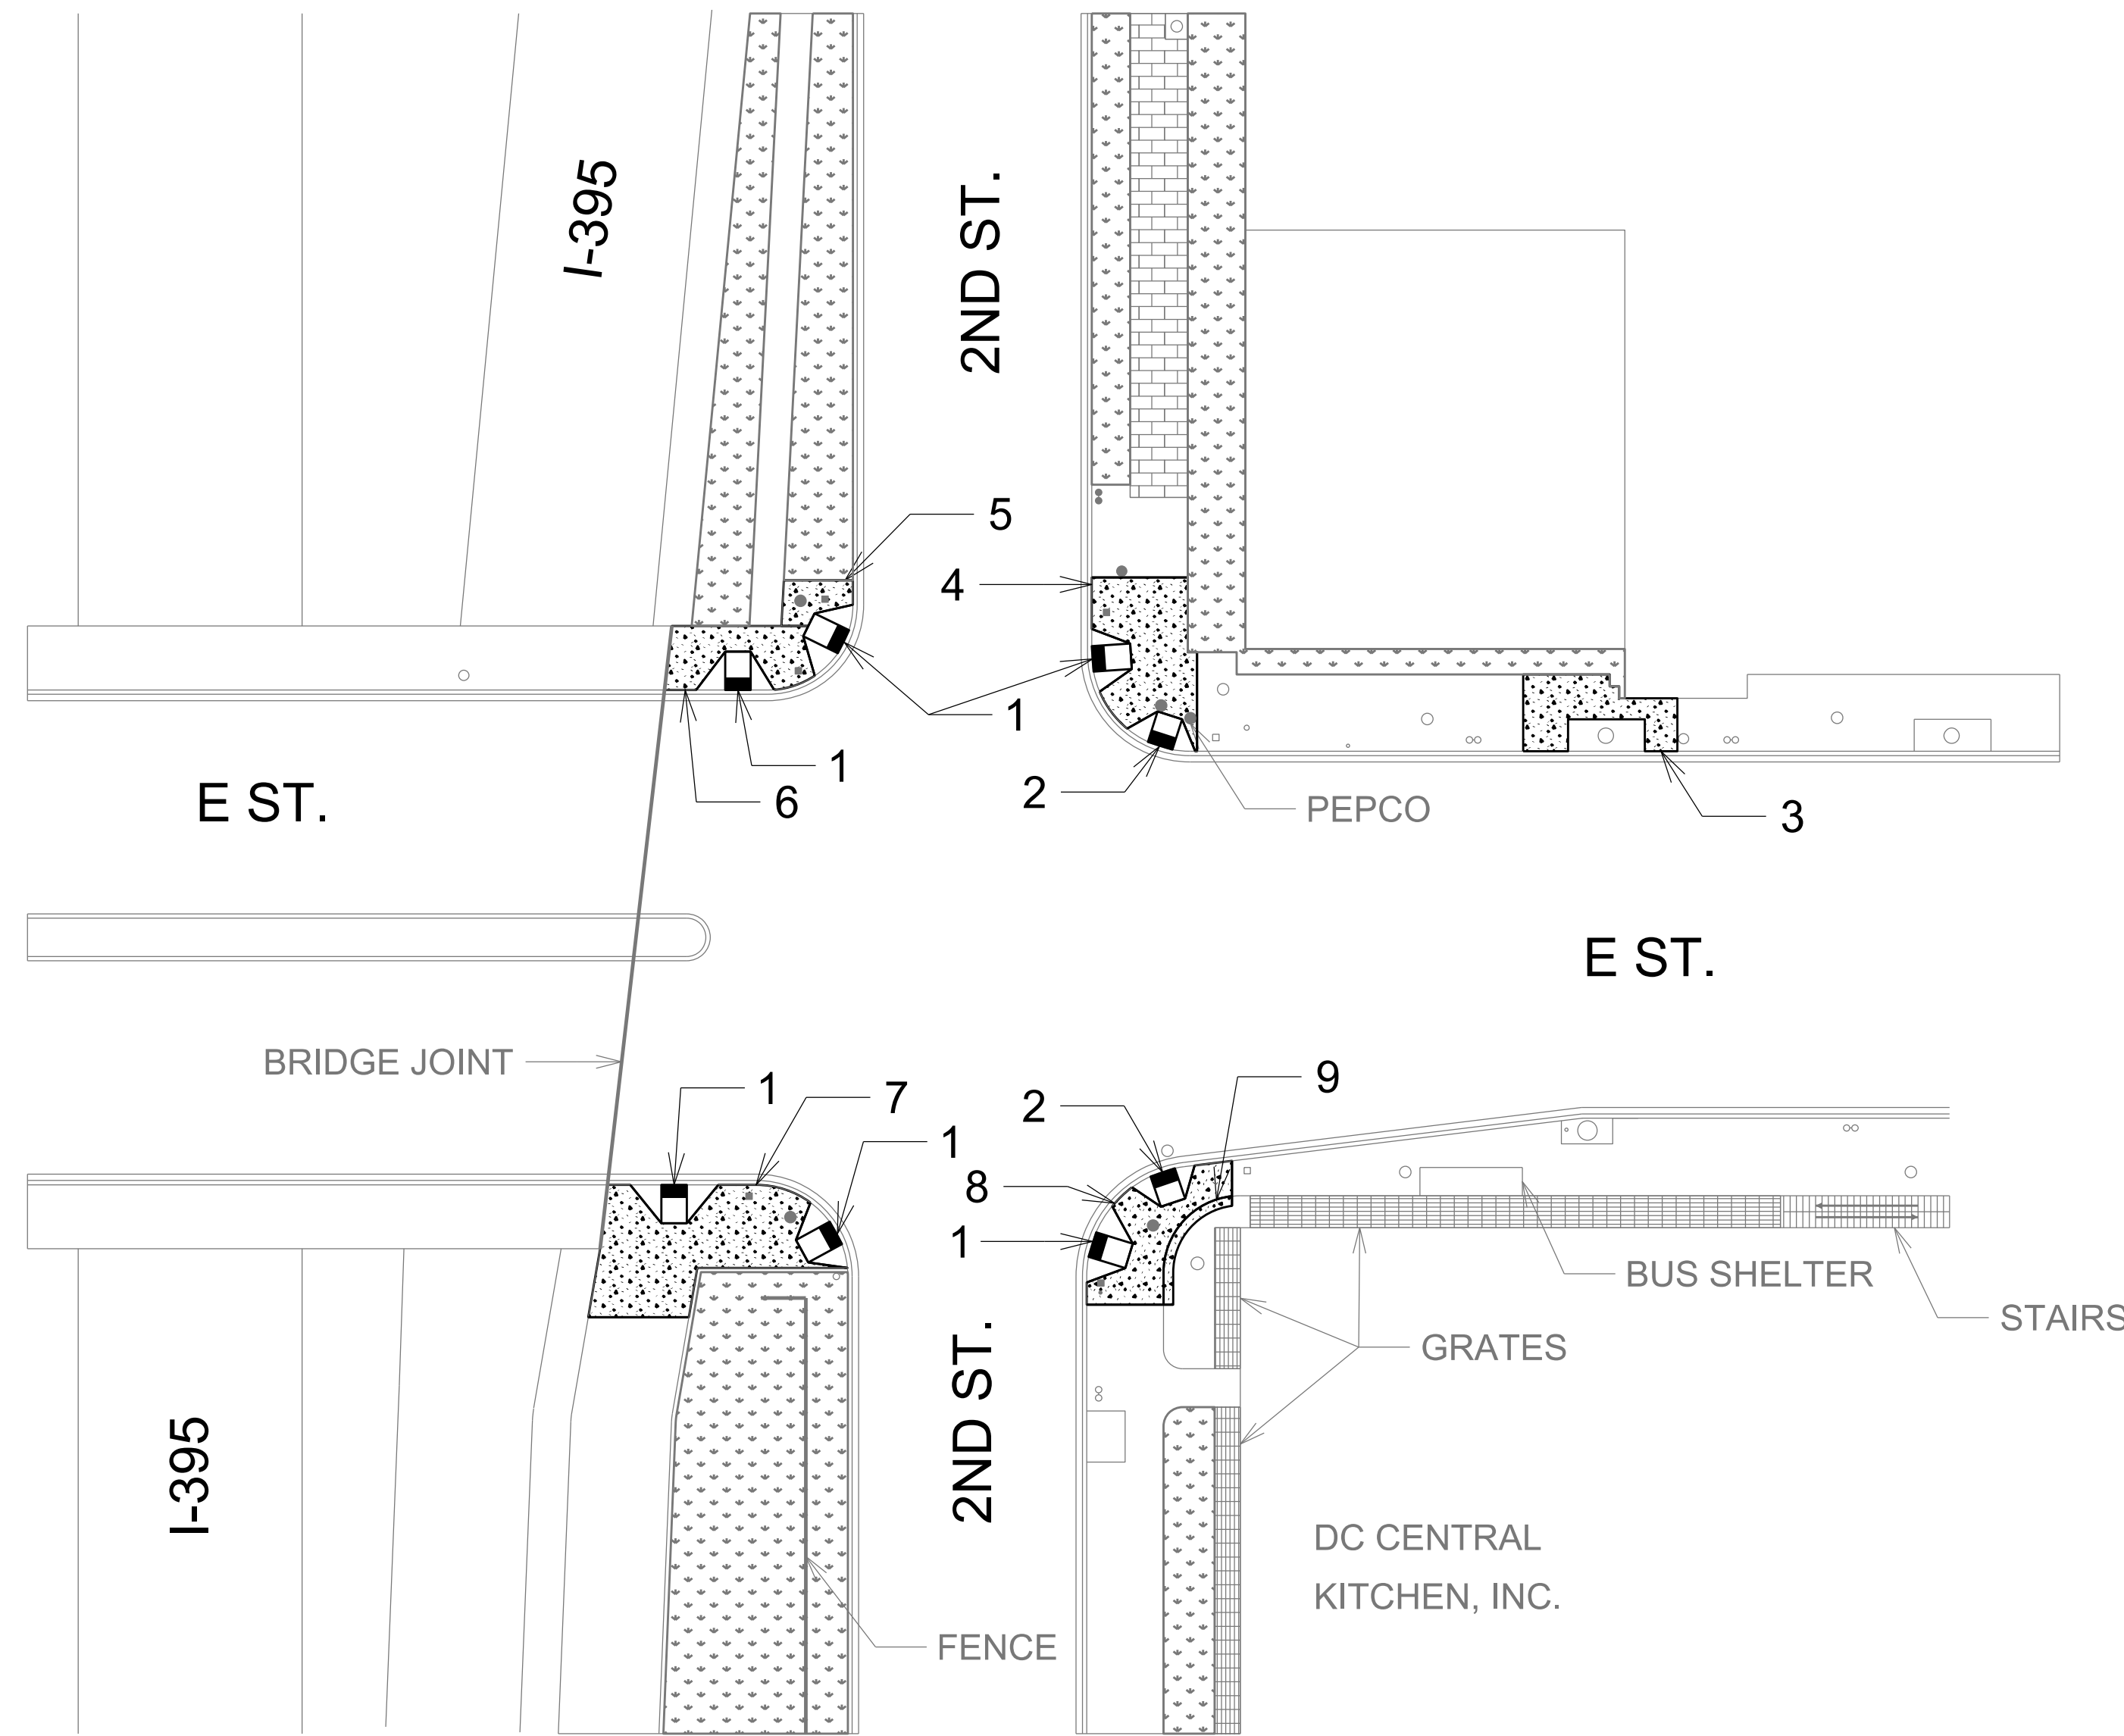 I-395
2ND ST.
5
4
1
1
2
6
E ST.
PEPCO
3
E ST.
BRIDGE JOINT
1
7
9
2
1
8
1
BUS SHELTER
STAIRS
GRATES
2ND ST.
I-395
DC CENTRAL
KITCHEN, INC.
FENCE